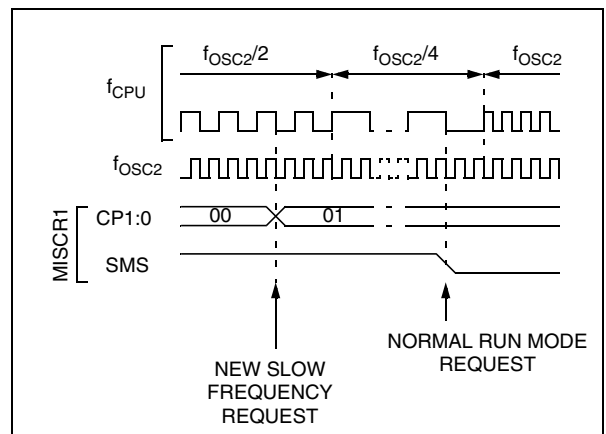 fOSC2/2 fOSC2/4 fOSC2
fCPU
fOSC2
MISCR1
CP1:0 00 01
SMS
NEW SLOW
FREQUENCY
REQUEST
NORMAL RUN MODE
REQUEST